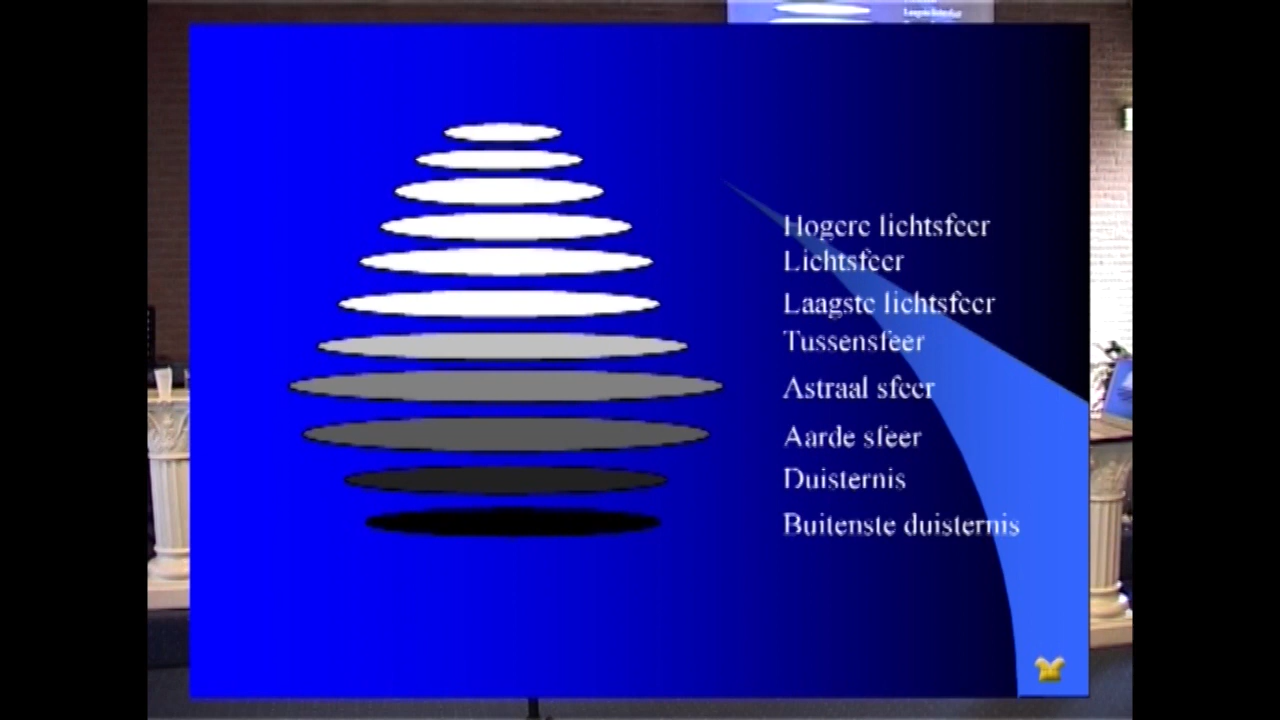 Hogere lichtsfeer
Lichtsfeer
Laagste lichtsfeer
Tussensfeer
Astraal sfeer
Aarde sfeer
Duisternis
Buitenste duisternis